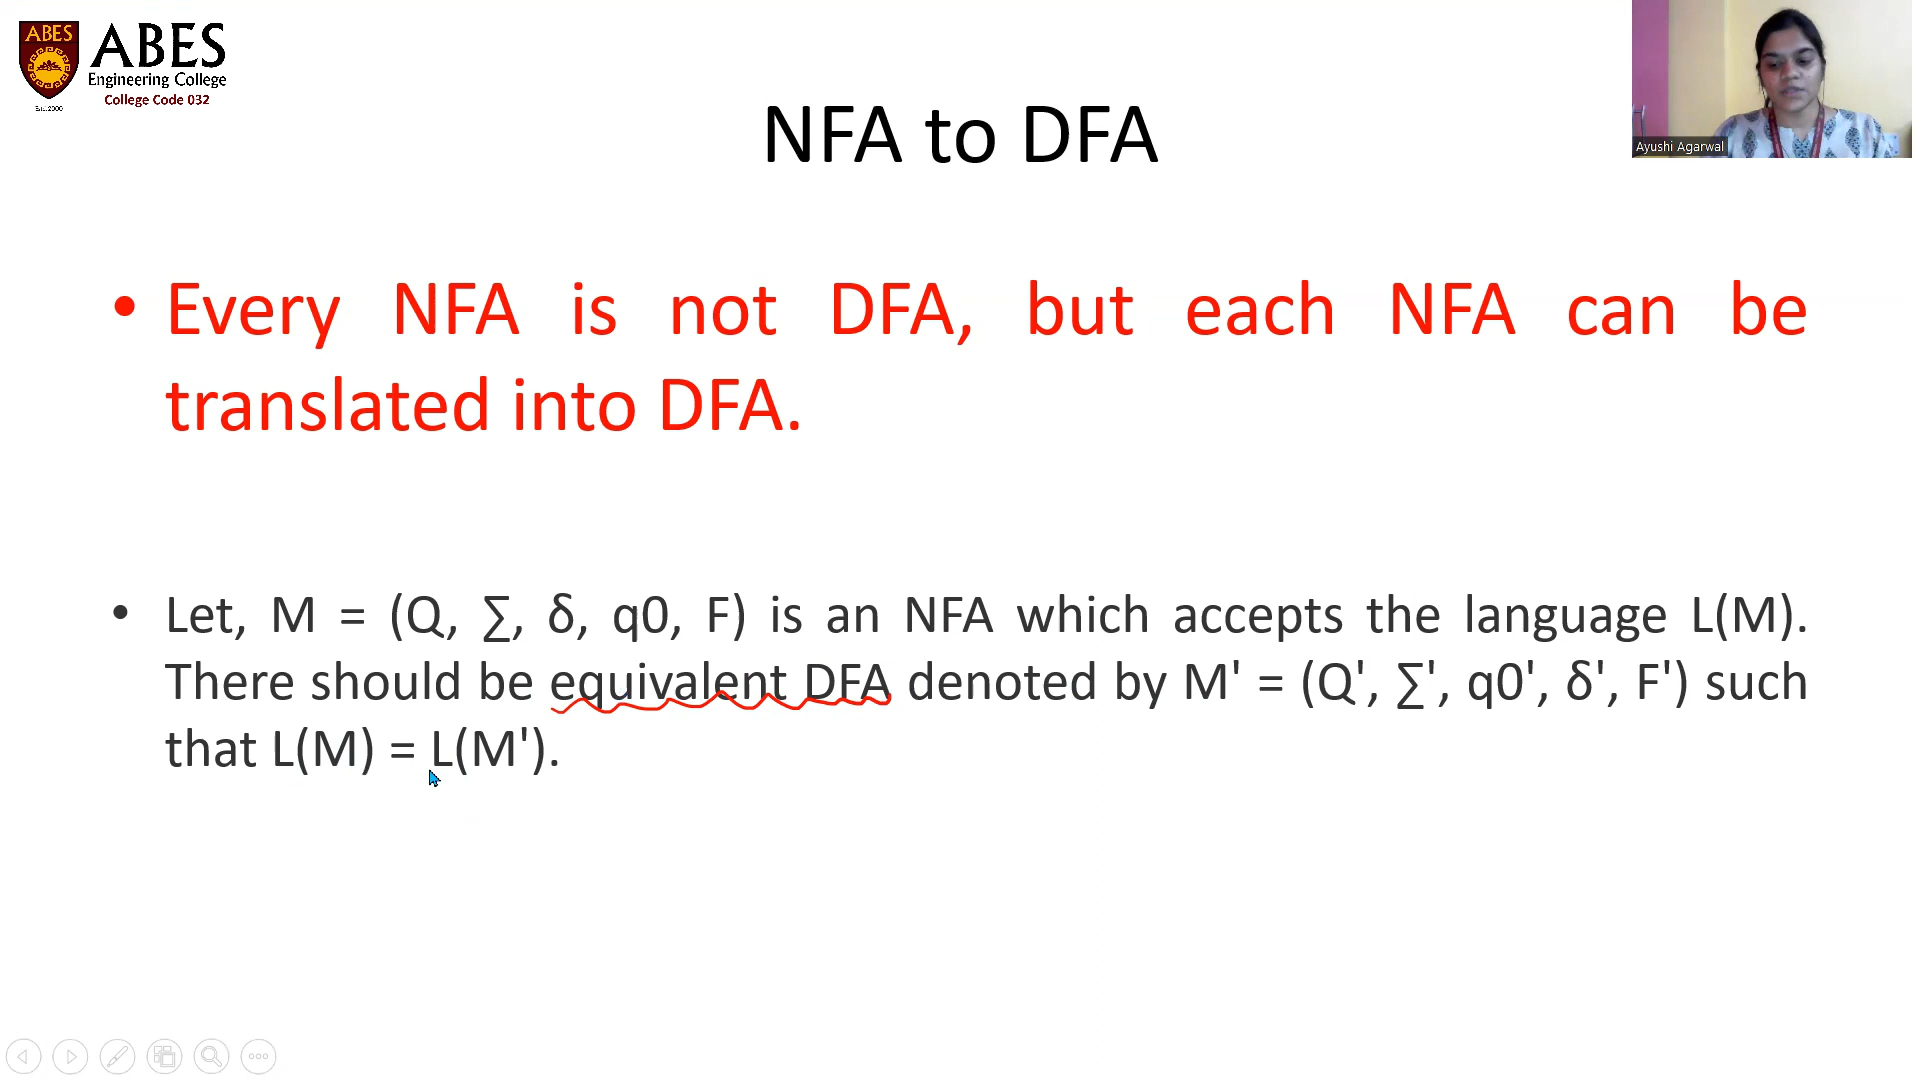 ABES
ABES
Engineering College
College Code 032
Estd. 2000
NFA to DFA
Ayushi Agarwal
• Every NFA is not DFA, but each NFA can be
translated into DFA.
• Let, M = (Q, ∑, δ, q0, F) is an NFA which accepts the language L(M).
There should be equivalent DFA denoted by M' = (Q', ∑', q0', δ', F') such
that L(M) = L(M').